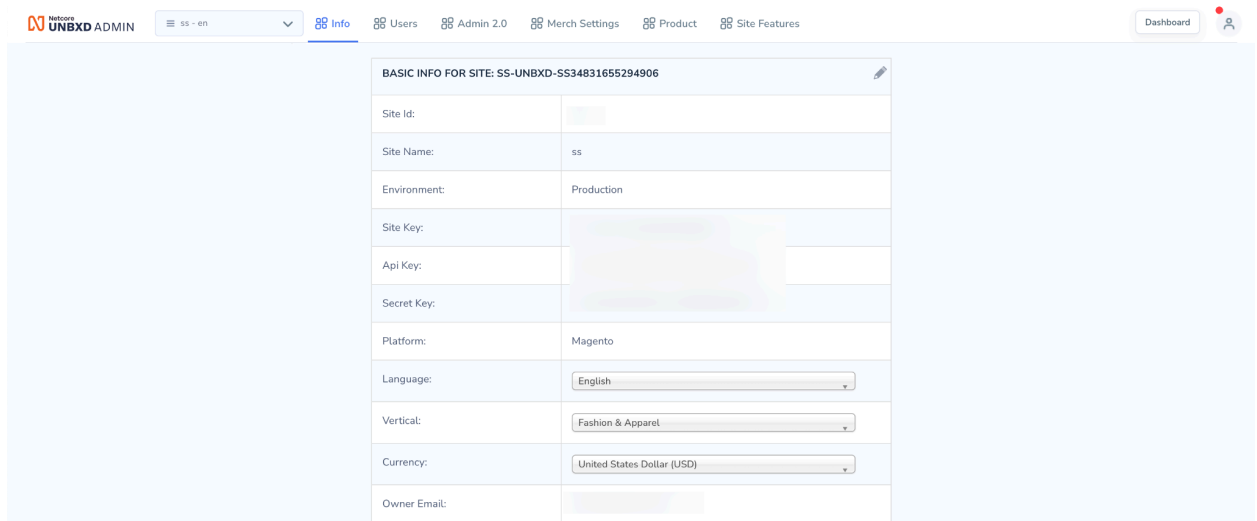 Netcore
UNBXD ADMIN
ss - en
Info
Users
Admin 2.0
Merch Settings
Product
Site Features
Dashboard
BASIC INFO FOR SITE: SS-UNBXD-SS34831655294906
Site Id:
Site Name: ss
Environment: Production
Site Key:
Api Key:
Secret Key:
Platform: Magento
Language: English
Vertical: Fashion & Apparel
Currency: United States Dollar (USD)
Owner Email: